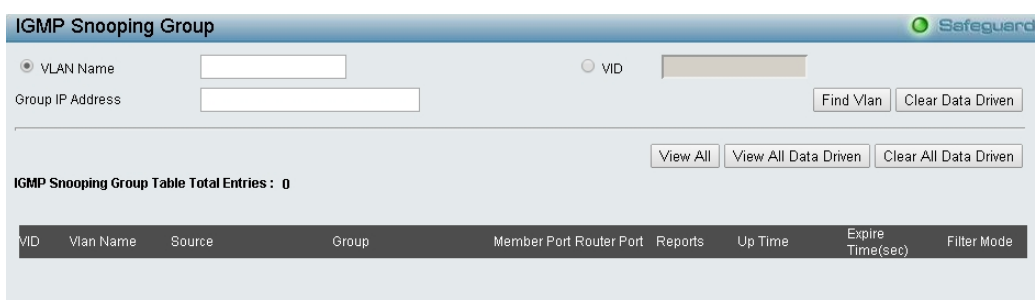 IGMP Snooping Group
Safeguard
VLAN Name
VID
Group IP Address
Find Vlan
Clear Data Driven
View All
View All Data Driven
Clear All Data Driven
IGMP Snooping Group Table Total Entries : 0
VID Vlan Name Source Group Member Port Router Port Reports Up Time Expire Time(sec) Filter Mode